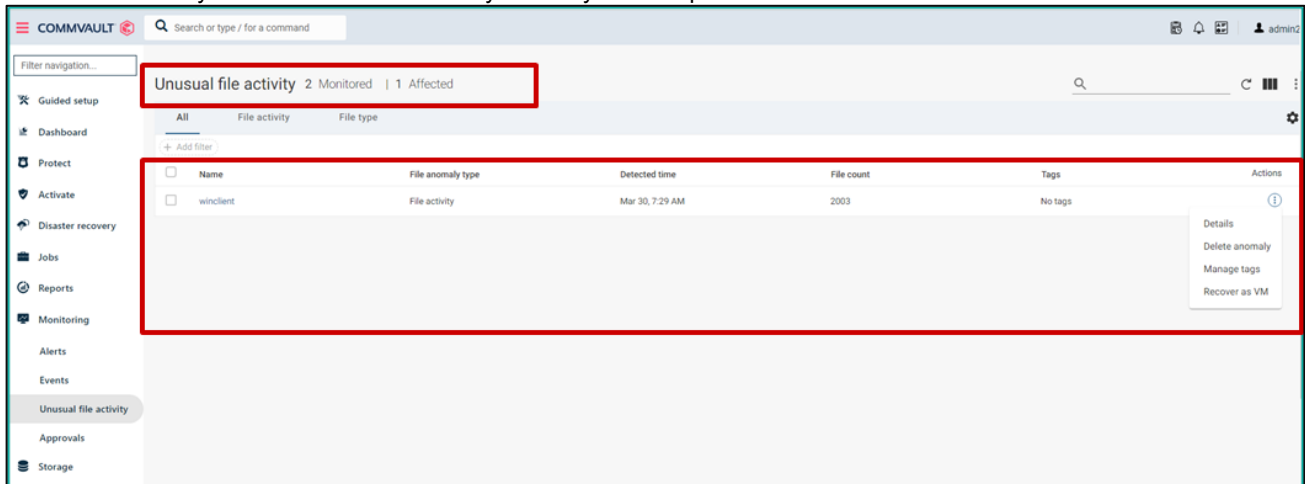 COMMVAULT
Search or type / for a command
admin2
Filter navigation...
Guided setup
Dashboard
Protect
Activate
Disaster recovery
Jobs
Reports
Monitoring
Alerts
Events
Unusual file activity
Approvals
Storage
Unusual file activity 2 Monitored | 1 Affected
All File activity File type
+ Add filter
Name File anomaly type Detected time File count Tags Actions
winclient File activity Mar 30, 7:29 AM 2003 No tags
Details
Delete anomaly
Manage tags
Recover as VM